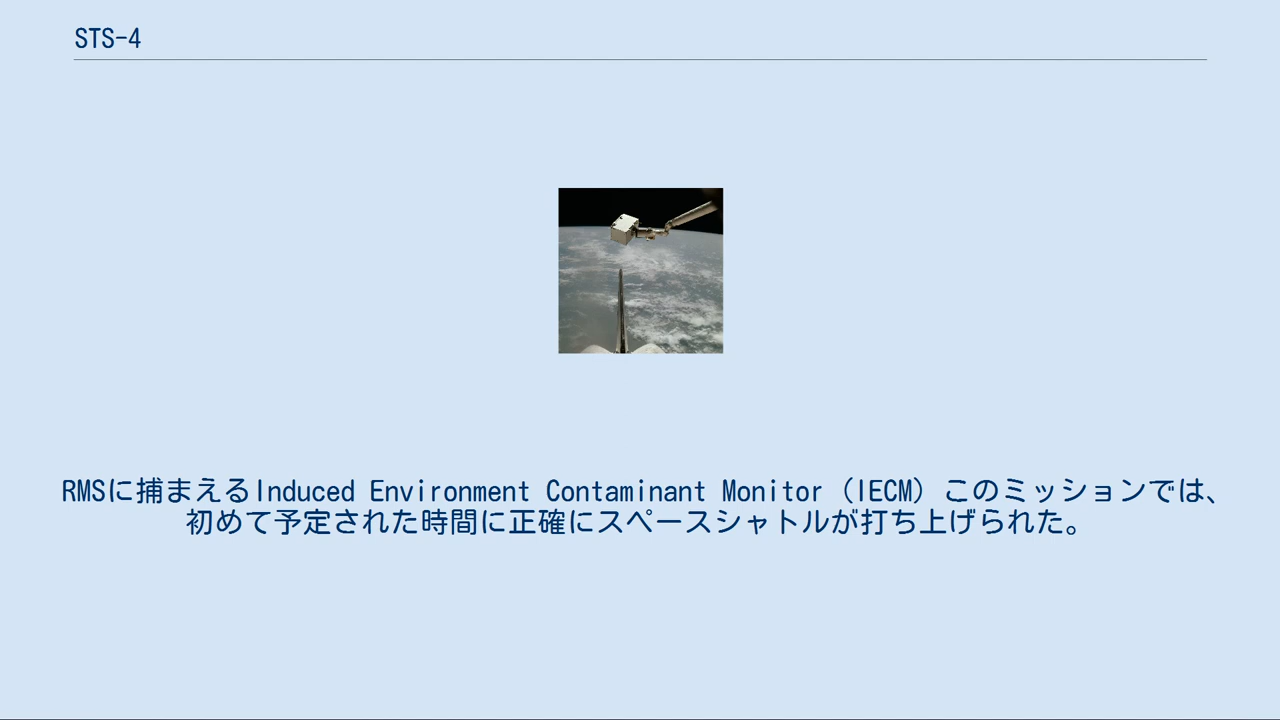 STS-4
RMSに捕まえるInduced Environment Contaminant Monitor（IECM）このミッションでは、
初めて予定された時間に正確にスペースシャトルが打ち上げられた。